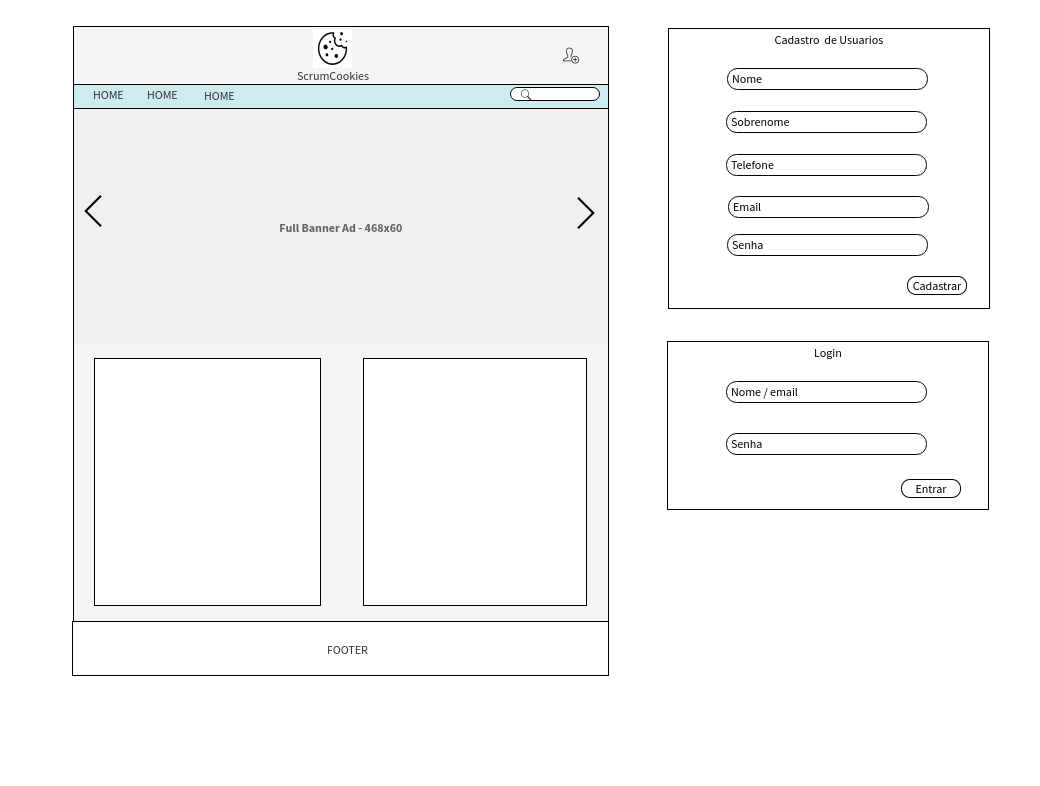 ScrumCookies
HOME
HOME
HOME
Full Banner Ad - 468x60
FOOTER
Cadastro  de Usuarios
Nome
Sobrenome
Telefone
Email
Senha
Cadastrar
Login
Nome / email
Senha
Entrar